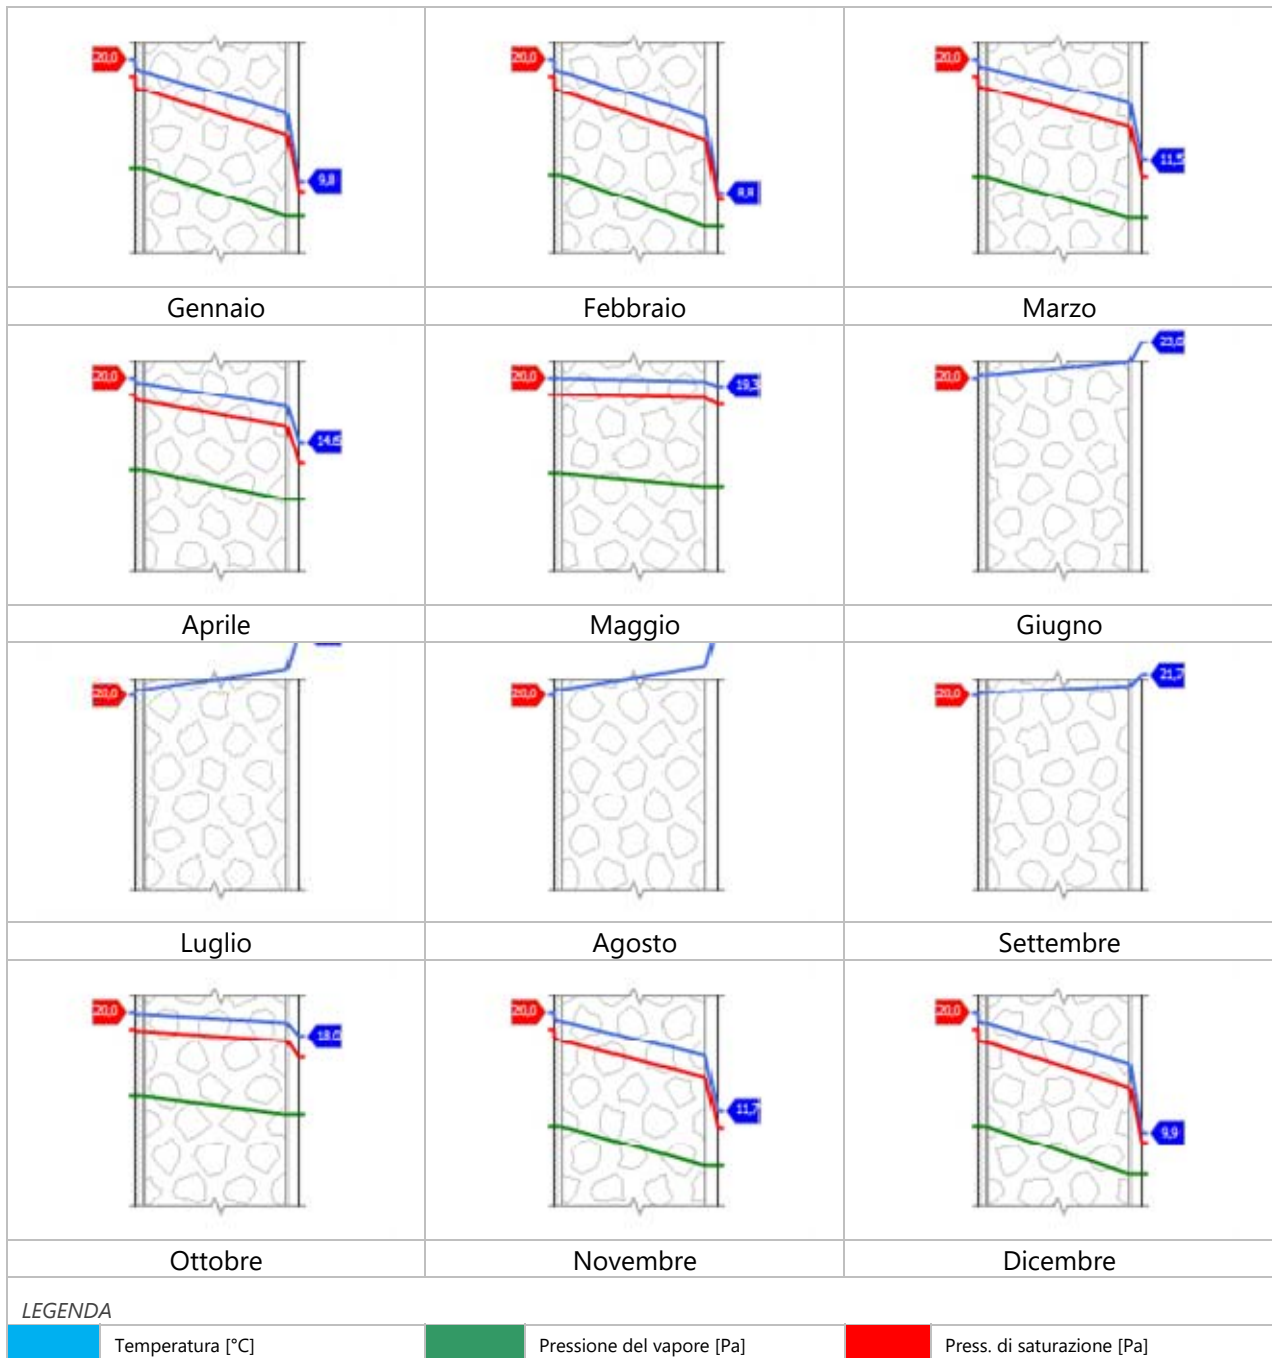 20,0 9,8
20,0 8,8
20,0 11,5
Gennaio Febbraio Marzo
20,0 14,6
20,0 19,3
20,0 23,0
Aprile Maggio Giugno
20,0
20,0
20,0 21,7
Luglio Agosto Settembre
20,0 18,0
20,0 11,7
20,0 9,9
Ottobre Novembre Dicembre
LEGENDA
Temperatura [°C] Pressione del vapore [Pa] Press. di saturazione [Pa]